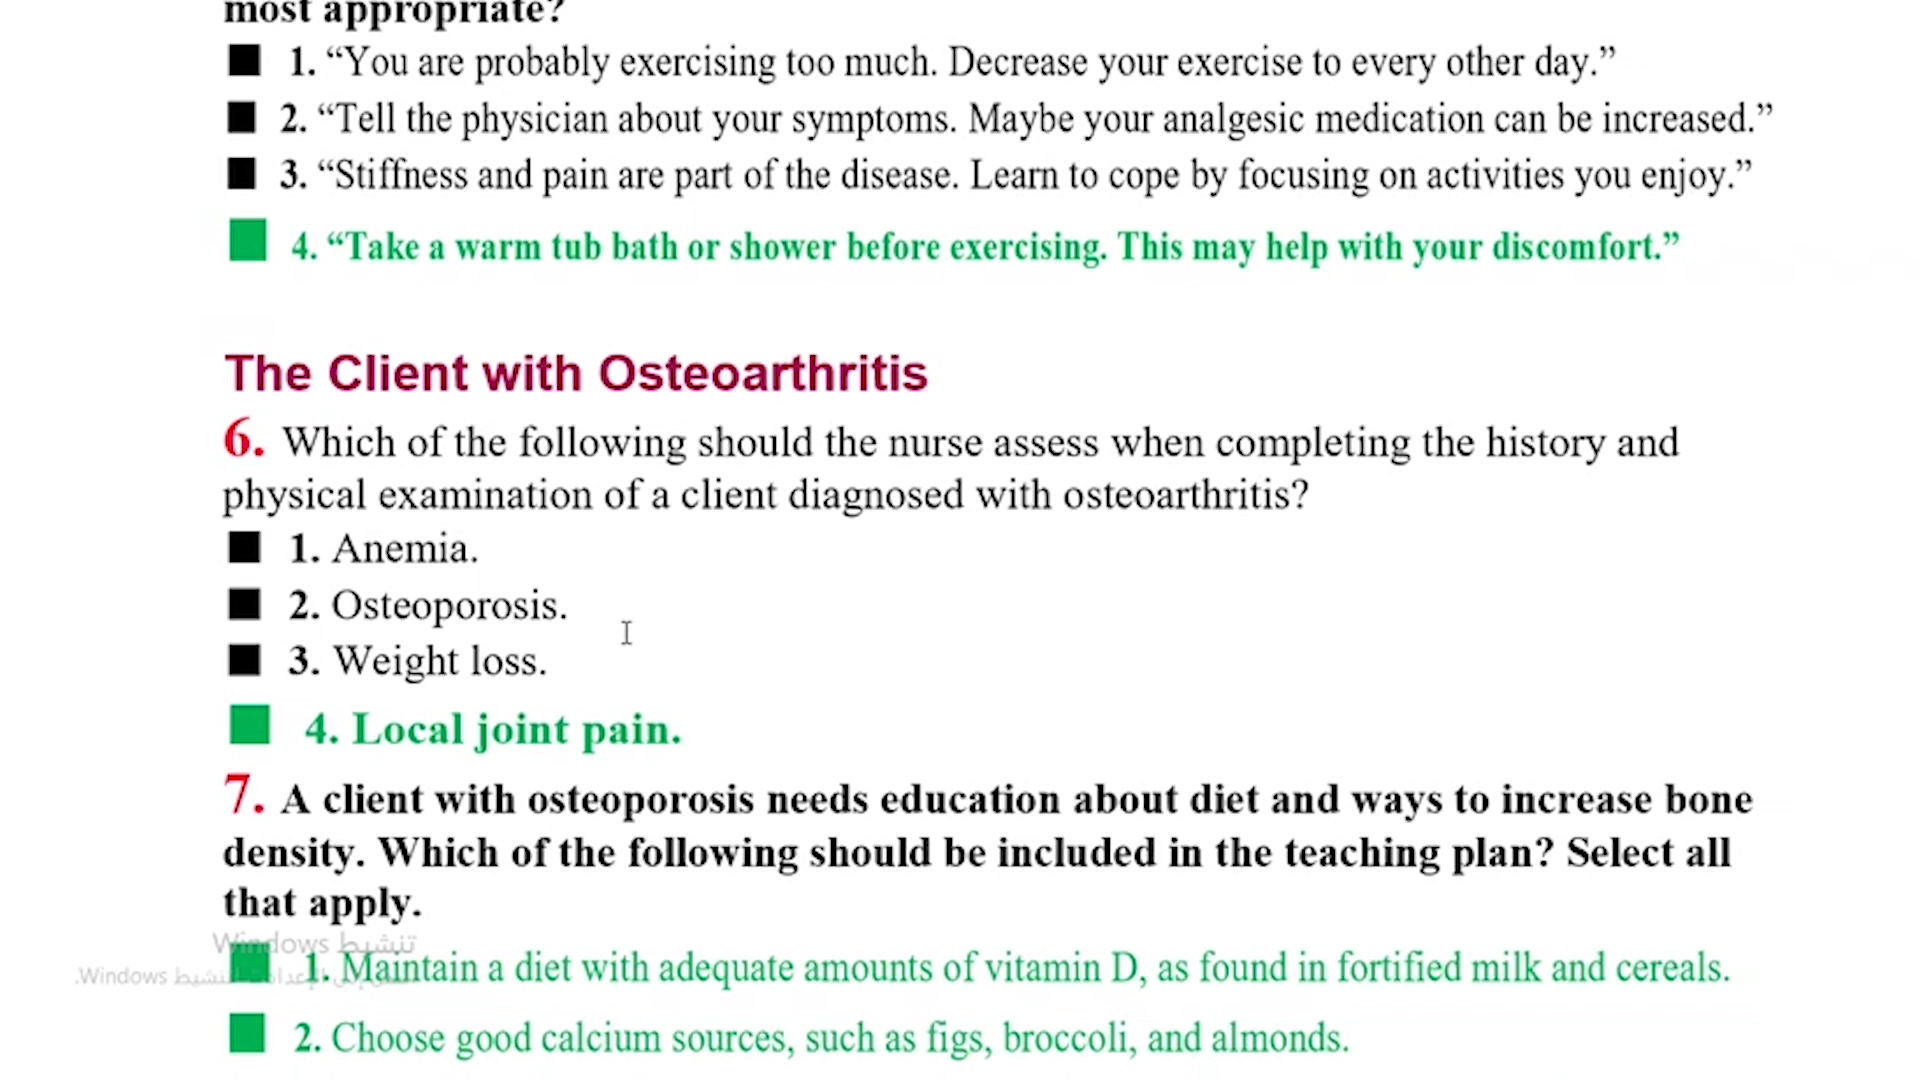 most appropriate?
■ 1. “You are probably exercising too much. Decrease your exercise to every other day.”
■ 2. “Tell the physician about your symptoms. Maybe your analgesic medication can be increased.”
■ 3. “Stiffness and pain are part of the disease. Learn to cope by focusing on activities you enjoy.”
■ 4. “Take a warm tub bath or shower before exercising. This may help with your discomfort.”
The Client with Osteoarthritis
6. Which of the following should the nurse assess when completing the history and
physical examination of a client diagnosed with osteoarthritis?
■ 1. Anemia.
■ 2. Osteoporosis.
■ 3. Weight loss.
■ 4. Local joint pain.
7. A client with osteoporosis needs education about diet and ways to increase bone
density. Which of the following should be included in the teaching plan? Select all
that apply.
تنشيط Windows
■ 1. Maintain a diet with adequate amounts of vitamin D, as found in fortified milk and cereals.
Windows.
■ 2. Choose good calcium sources, such as figs, broccoli, and almonds.